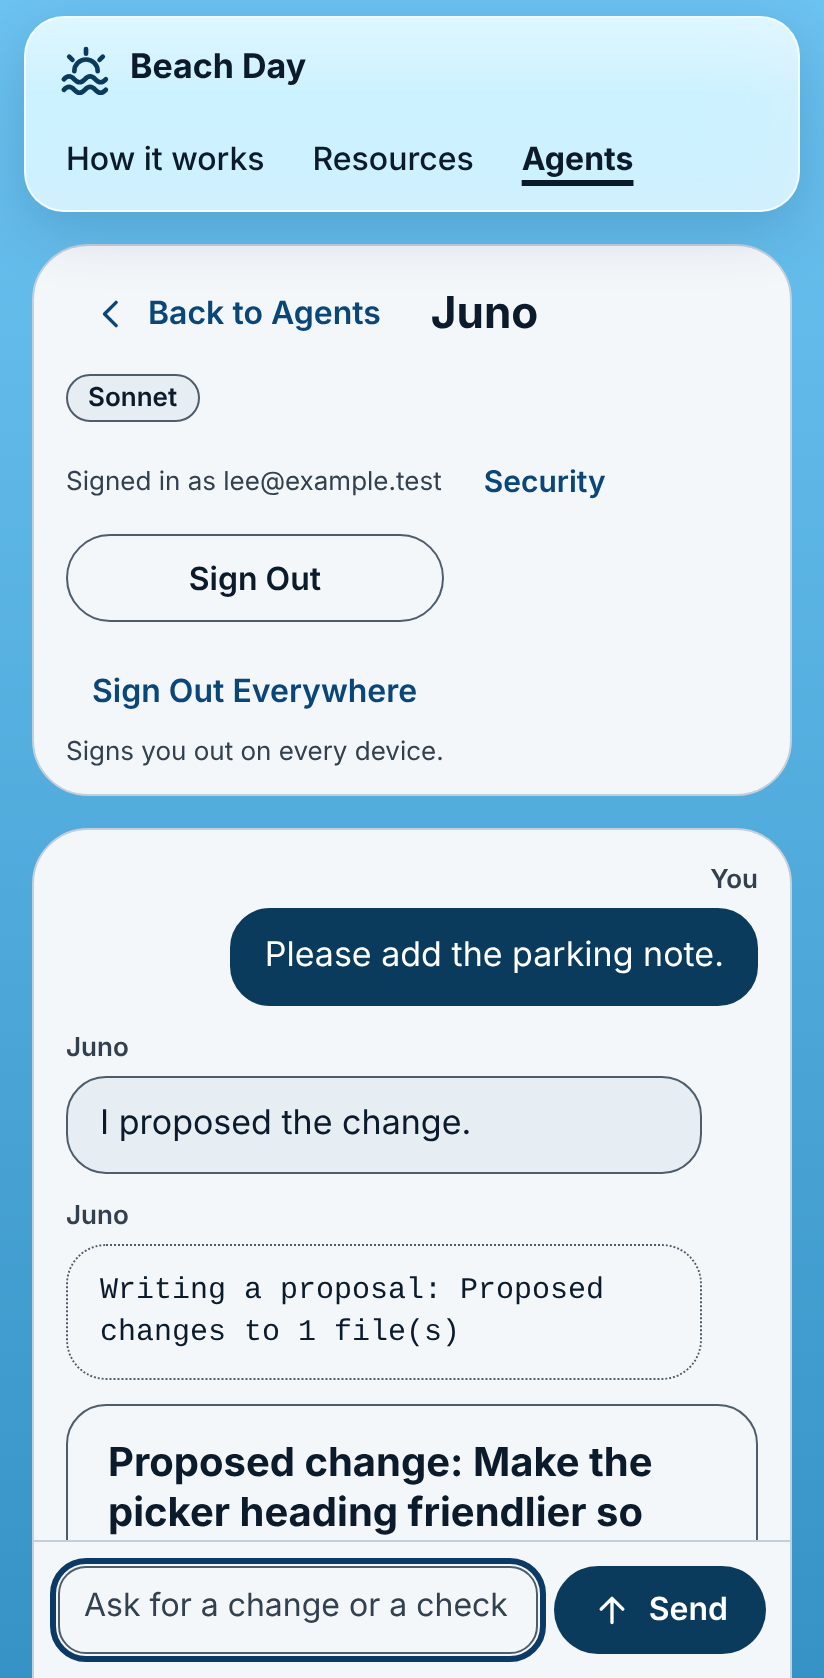 Beach Day
How it works Resources Agents
Back to Agents Juno
Sonnet
Signed in as lee@example.test Security
Sign Out
Sign Out Everywhere
Signs you out on every device.
You
Please add the parking note.
Juno
I proposed the change.
Juno
Writing a proposal: Proposed
changes to 1 file(s)
Proposed change: Make the
picker heading friendlier so
Ask for a change or a check
Send